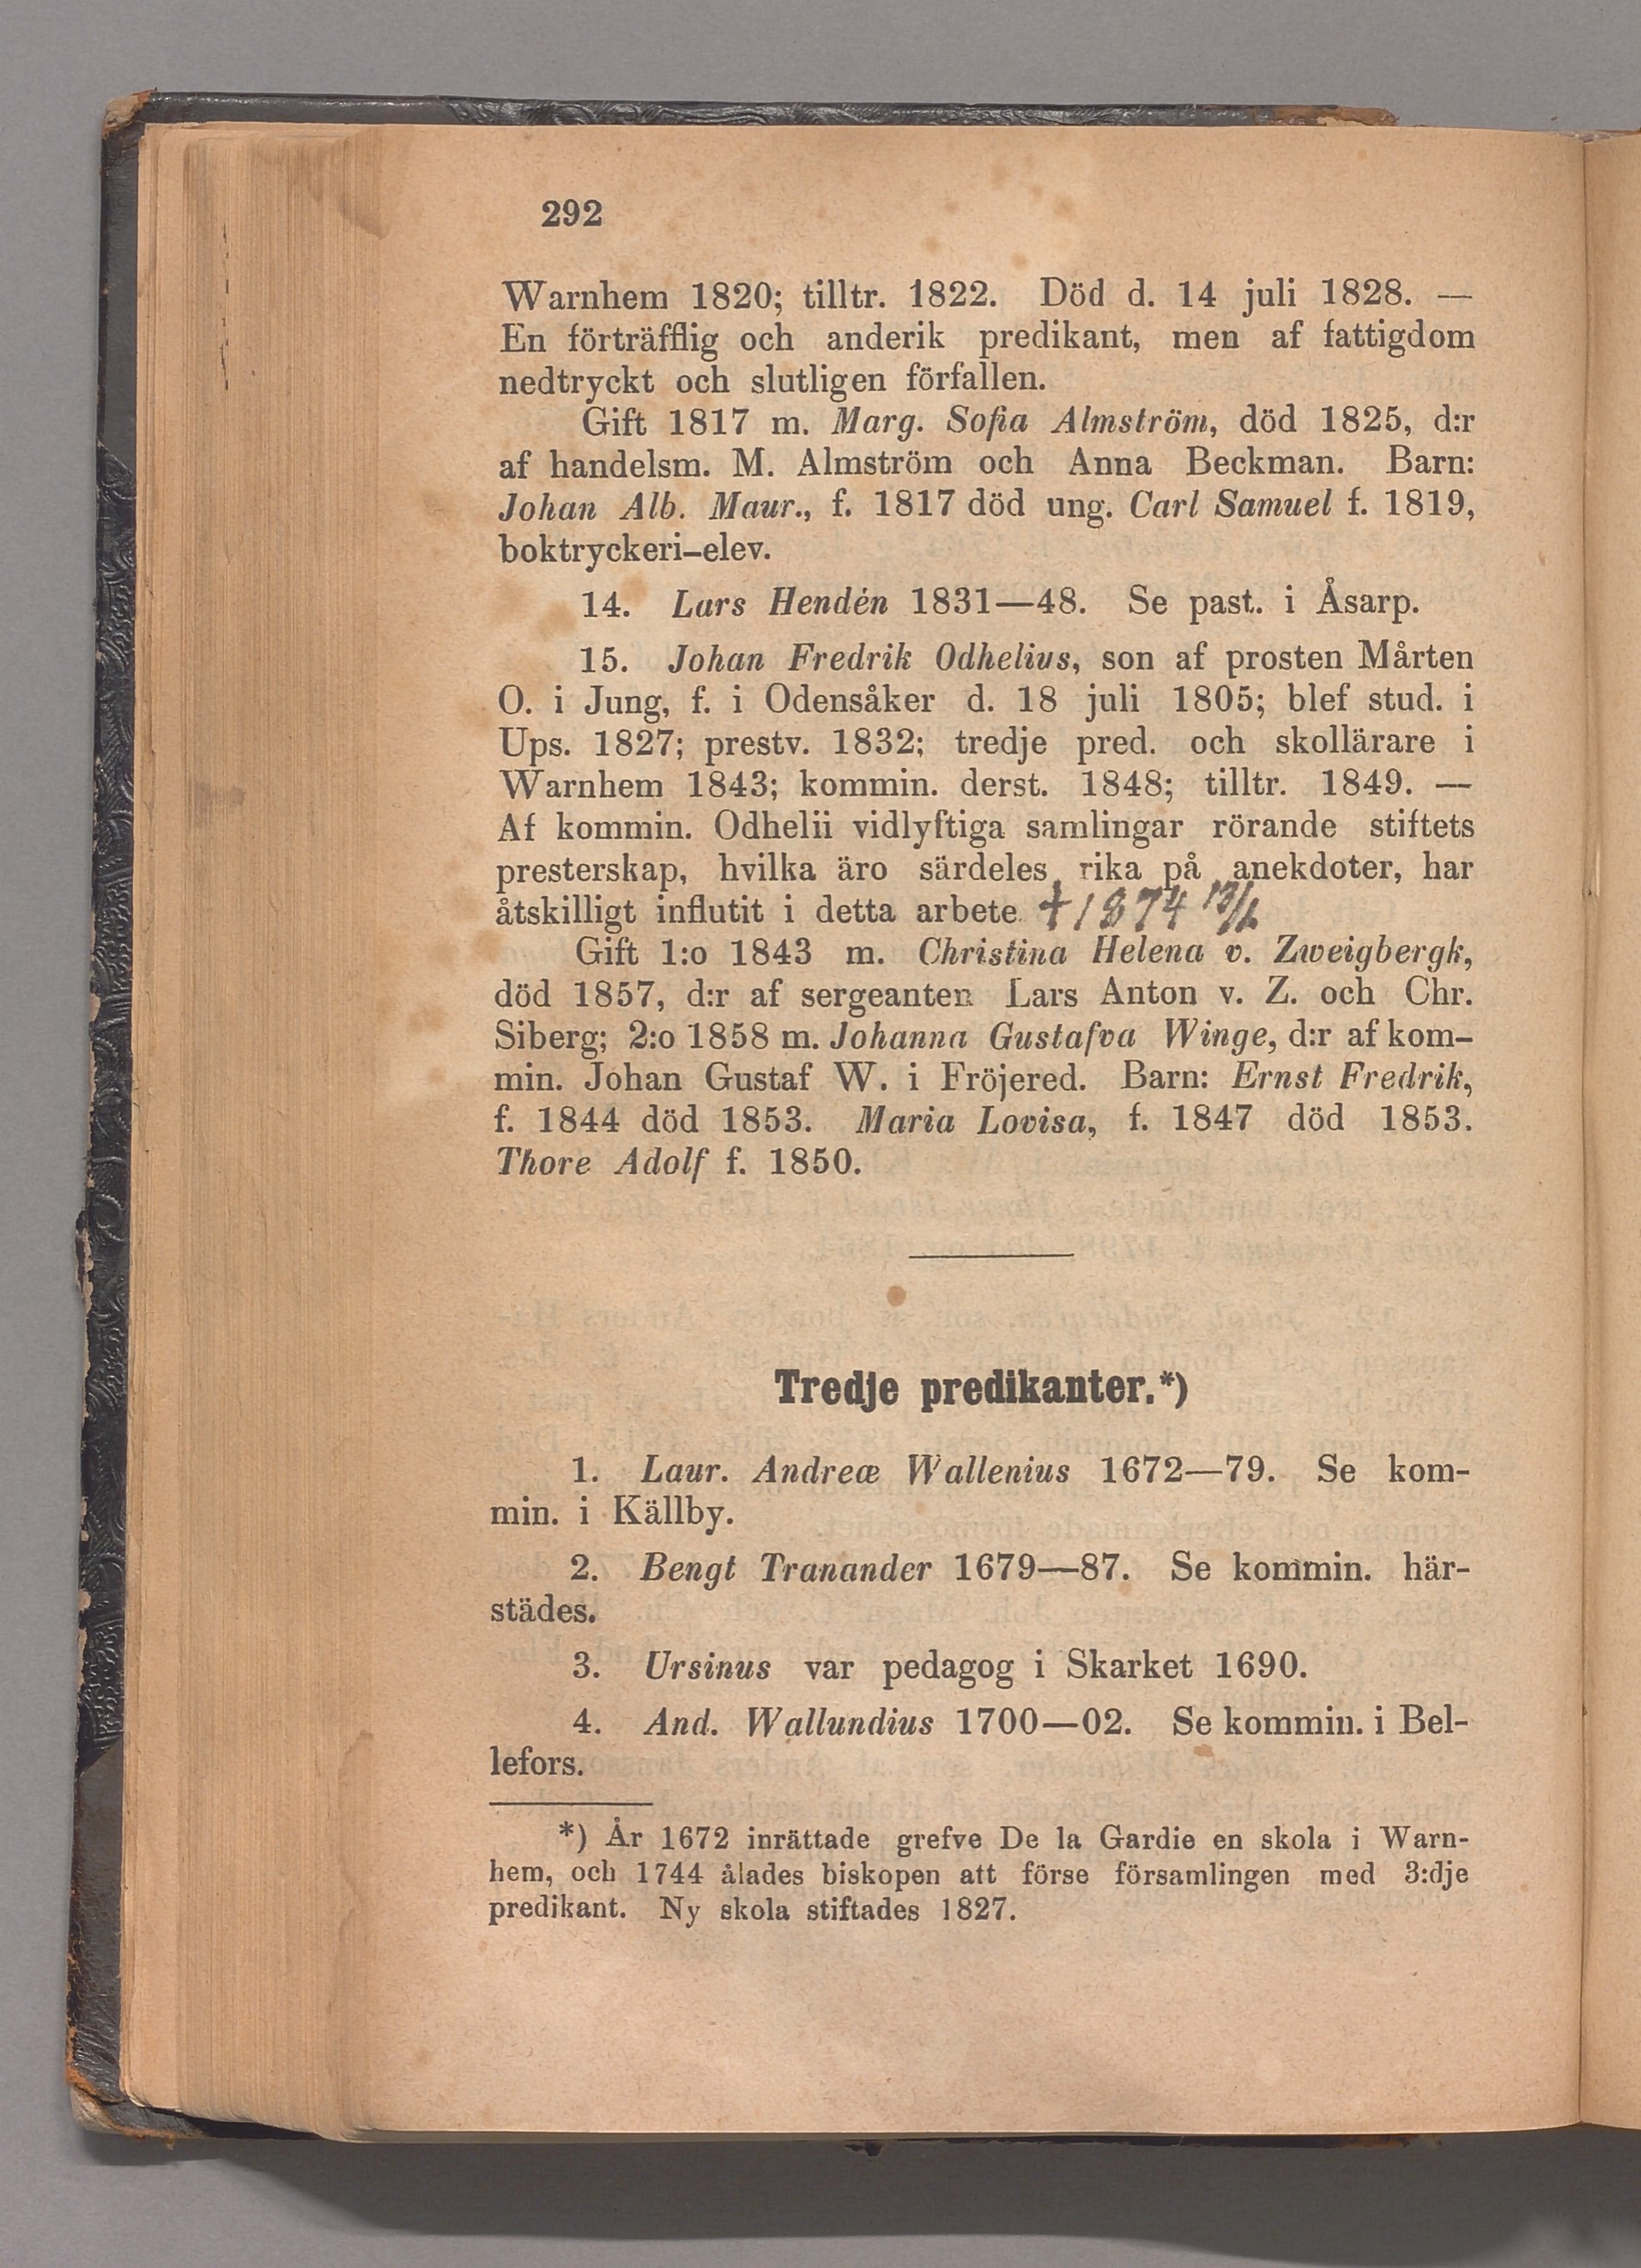 292
Warnhem 1820; tilltr. 1822. Död d. 14 juli 1828. —
En förträfflig och anderik predikant, men af fattigdom
nedtryckt och slutligen förfallen.
Gift 1817 m. Marg. Sofia Almström, död 1825, d:r
af handelsm. M. Almström och Anna Beckman. Barn:
Johan Alb. Maur., f. 1817 död ung. Carl Samuel f. 1819,
boktryckeri-elev.
14. Lars Hendén 1831—48. Se past. i Åsarp.
15. Johan Fredrik Odhelius, son af prosten Mårten
O. i Jung, f. i Odensåker d. 18 juli 1805; blef stud. i
Ups. 1827; prestv. 1832; tredje pred. och skollärare i
Warnhem 1843; kommin. derst. 1848; tilltr. 1849. —
Af kommin. Odhelii vidlyftiga samlingar rörande stiftets
presterskap, hvilka äro särdeles rika på anekdoter, har
åtskilligt influtit i detta arbete. † 1874
Gift 1:o 1843 m. Christina Helena v. Zweigbergk,
död 1857, d:r af sergeanten Lars Anton v. Z. och Chr.
Siberg; 2:o 1858 m. Johanna Gustafva Winge, d:r af kom-
min. Johan Gustaf W. i Fröjered. Barn: Ernst Fredrik,
f. 1844 död 1853. Maria Lovisa, f. 1847 död 1853.
Thore Adolf f. 1850.
Tredje predikanter.*)
1. Laur. Andreæ Wallenius 1672—79. Se kom-
min. i Källby.
2. Bengt Tranander 1679—87. Se kommin. här-
städes.
3. Ursinus var pedagog i Skarket 1690.
4. And. Wallundius 1700—02. Se kommin. i Bel-
lefors.
*) År 1672 inrättade grefve De la Gardie en skola i Warn-
hem, och 1744 ålades biskopen att förse församlingen med 3:dje
predikant. Ny skola stiftades 1827.